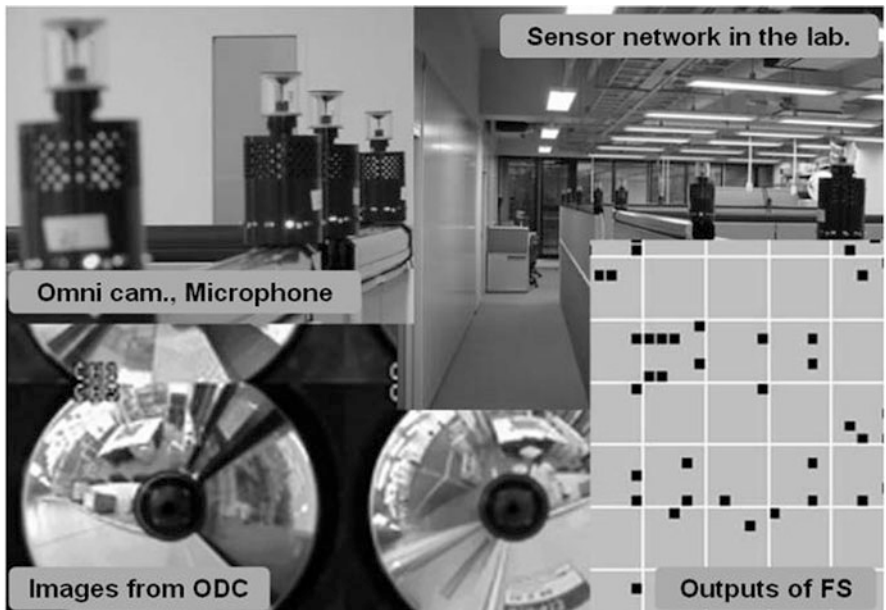 Sensor network in the lab.
Omni cam., Microphone
Images from ODC
Outputs of FS